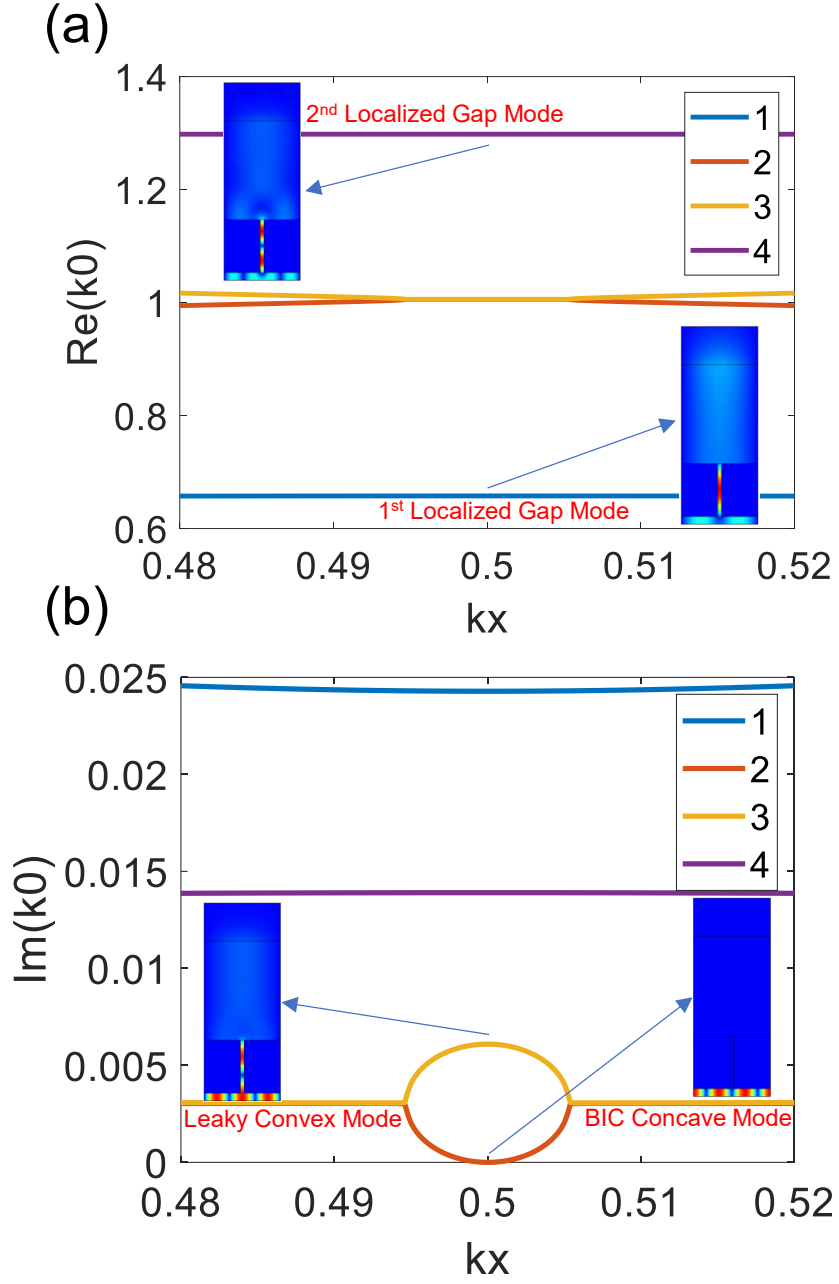 (a)
1.4
2nd Localized Gap Mode
1
2
3
4
1.2
Re(k0)
1
0.8
1st Localized Gap Mode
0.6
0.48
0.49
0.5
0.51
0.52
kx
(b)
0.025
1
2
3
4
0.02
0.015
Im(k0)
0.01
0.005
Leaky Convex Mode
BIC Concave Mode
0
0.48
0.49
0.5
0.51
0.52
kx